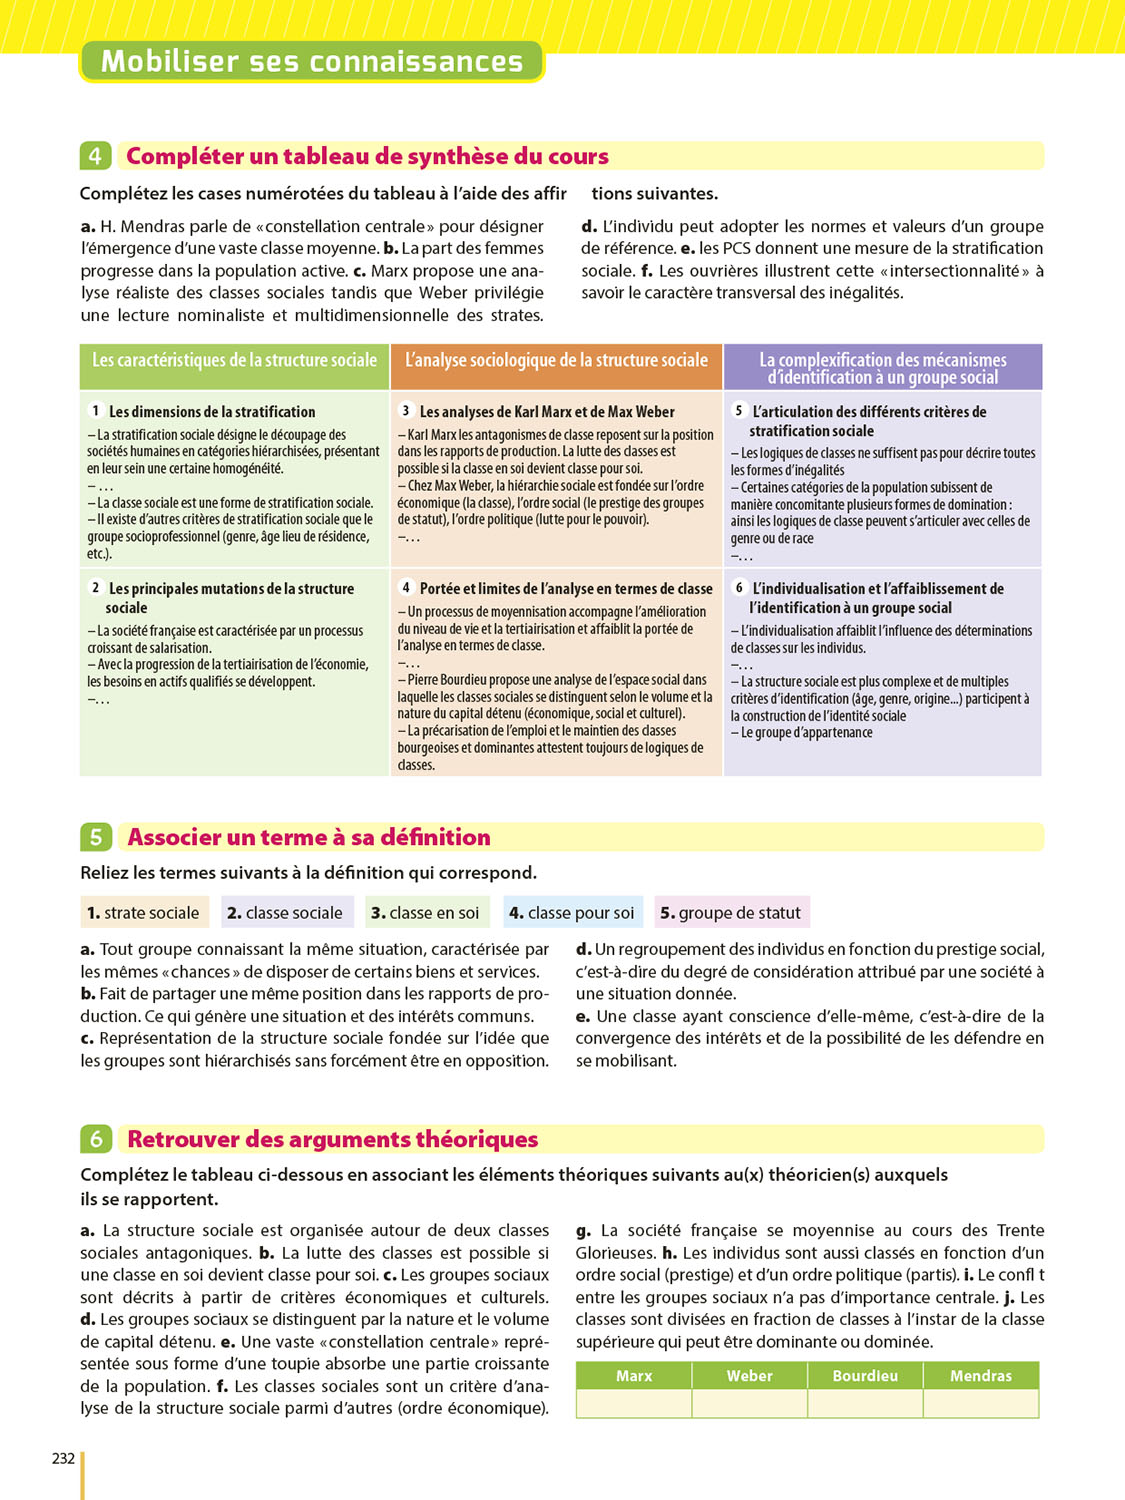 Mobiliser ses connaissances
4 Compléter un tableau de synthèse du cours
Complétez les cases numérotées du tableau à l'aide des affir tions suivantes.
a. H. Mendras parle de « constellation centrale » pour désigner
l'émergence d'une vaste classe moyenne. b. La part des femmes
progresse dans la population active. c. Marx propose une ana-
lyse réaliste des classes sociales tandis que Weber privilégie
une lecture nominaliste et multidimensionnelle des strates.
d. L'individu peut adopter les normes et valeurs d'un groupe
de référence. e. les PCS donnent une mesure de la stratification
sociale. f. Les ouvrières illustrent cette « intersectionnalité » à
savoir le caractère transversal des inégalités.
Les caractéristiques de la structure sociale
1 Les dimensions de la stratification
– La stratification sociale désigne le découpage des
sociétés humaines en catégories hiérarchisées, présentant
en leur sein une certaine homogénéité.
– …
– La classe sociale est une forme de stratification sociale.
– Il existe d'autres critères de stratification sociale que le
groupe socioprofessionnel (genre, âge lieu de résidence,
etc.).
2 Les principales mutations de la structure
sociale
– La société française est caractérisée par un processus
croissant de salarisation.
– Avec la progression de la tertiairisation de l'économie,
les besoins en actifs qualifiés se développent.
–…
L'analyse sociologique de la structure sociale
3 Les analyses de Karl Marx et de Max Weber
– Karl Marx les antagonismes de classe reposent sur la position
dans les rapports de production. La lutte des classes est
possible si la classe en soi devient classe pour soi.
– Chez Max Weber, la hiérarchie sociale est fondée sur l'ordre
économique (la classe), l'ordre social (le prestige des groupes
de statut), l'ordre politique (lutte pour le pouvoir).
–…
4 Portée et limites de l'analyse en termes de classe
– Un processus de moyennisation accompagne l'amélioration
du niveau de vie et la tertiairisation et affaiblit la portée de
l'analyse en termes de classe.
–…
– Pierre Bourdieu propose une analyse de l'espace social dans
laquelle les classes sociales se distinguent selon le volume et la
nature du capital détenu (économique, social et culturel).
– La précarisation de l'emploi et le maintien des classes
bourgeoises et dominantes attestent toujours de logiques de
classes.
La complexification des mécanismes
d'identification à un groupe social
5 L'articulation des différents critères de
stratification sociale
– Les logiques de classes ne suffisent pas pour décrire toutes
les formes d'inégalités
– Certaines catégories de la population subissent de
manière concomitante plusieurs formes de domination :
ainsi les logiques de classe peuvent s'articuler avec celles de
genre ou de race
–…
6 L'individualisation et l'affaiblissement de
l'identification à un groupe social
– L'individualisation affaiblit l'influence des déterminations
de classes sur les individus.
–…
– La structure sociale est plus complexe et de multiples
critères d'identification (âge, genre, origine...) participent à
la construction de l'identité sociale
– Le groupe d'appartenance
5 Associer un terme à sa définition
Reliez les termes suivants à la définition qui correspond.
1. strate sociale 2. classe sociale 3. classe en soi 4. classe pour soi 5. groupe de statut
a. Tout groupe connaissant la même situation, caractérisée par
les mêmes « chances » de disposer de certains biens et services.
b. Fait de partager une même position dans les rapports de pro-
duction. Ce qui génère une situation et des intérêts communs.
c. Représentation de la structure sociale fondée sur l'idée que
les groupes sont hiérarchisés sans forcément être en opposition.
d. Un regroupement des individus en fonction du prestige social,
c'est-à-dire du degré de considération attribué par une société à
une situation donnée.
e. Une classe ayant conscience d'elle-même, c'est-à-dire de la
convergence des intérêts et de la possibilité de les défendre en
se mobilisant.
6 Retrouver des arguments théoriques
Complétez le tableau ci-dessous en associant les éléments théoriques suivants au(x) théoricien(s) auxquels
ils se rapportent.
a. La structure sociale est organisée autour de deux classes
sociales antagoniques. b. La lutte des classes est possible si
une classe en soi devient classe pour soi. c. Les groupes sociaux
sont décrits à partir de critères économiques et culturels.
d. Les groupes sociaux se distinguent par la nature et le volume
de capital détenu. e. Une vaste « constellation centrale » repré-
sentée sous forme d'une toupie absorbe une partie croissante
de la population. f. Les classes sociales sont un critère d'ana-
lyse de la structure sociale parmi d'autres (ordre économique).
g. La société française se moyennise au cours des Trente
Glorieuses. h. Les individus sont aussi classés en fonction d'un
ordre social (prestige) et d'un ordre politique (partis). i. Le confl t
entre les groupes sociaux n'a pas d'importance centrale. j. Les
classes sont divisées en fraction de classes à l'instar de la classe
supérieure qui peut être dominante ou dominée.
Marx Weber Bourdieu Mendras
232